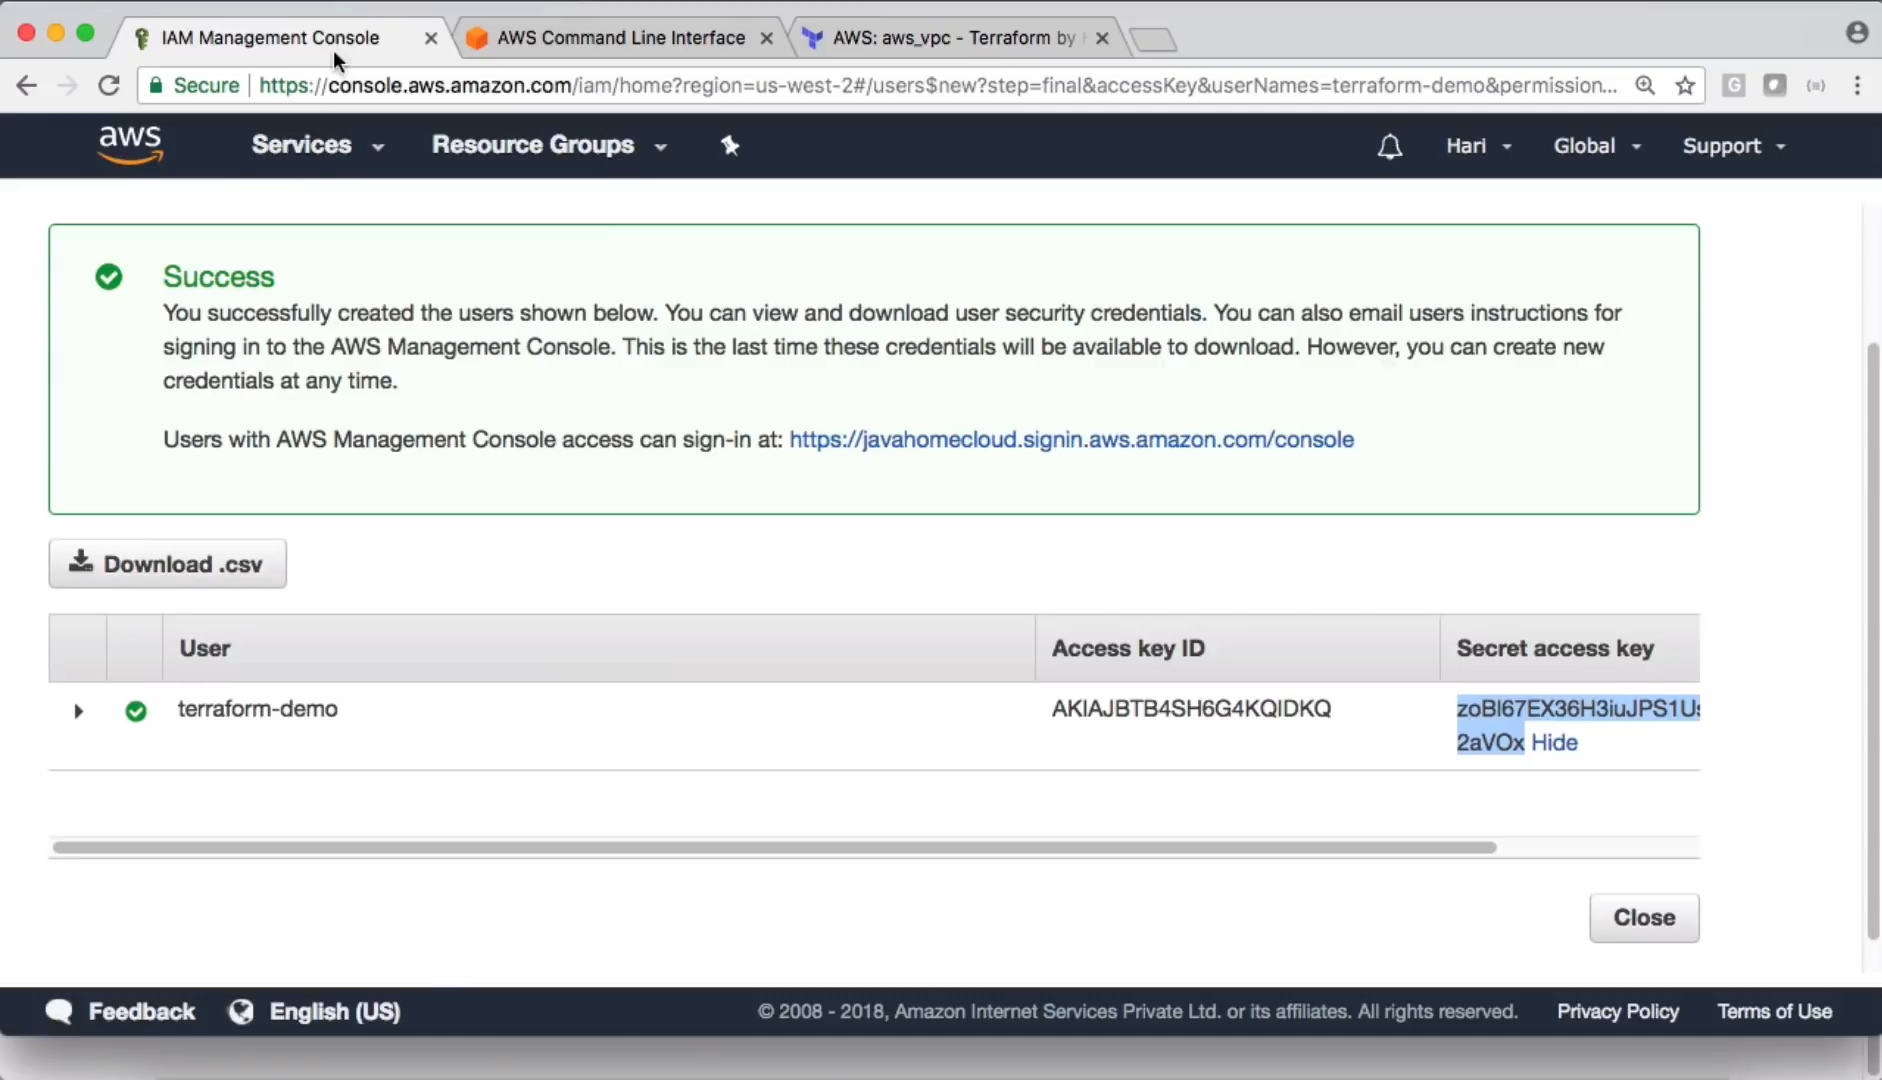 IAM Management Console
AWS Command Line Interface
AWS: aws_vpc - Terraform by
Secure https://console.aws.amazon.com/iam/home?region=us-west-2#/users$new?step=final&accessKey&userNames=terraform-demo&permission...
aws Services Resource Groups Hari Global Support
Success
You successfully created the users shown below. You can view and download user security credentials. You can also email users instructions for
signing in to the AWS Management Console. This is the last time these credentials will be available to download. However, you can create new
credentials at any time.
Users with AWS Management Console access can sign-in at: https://javahomecloud.signin.aws.amazon.com/console
Download .csv
User Access key ID Secret access key
terraform-demo AKIAJBTB4SH6G4KQIDKQ
2aVOx Hide
Close
Feedback English (US) © 2008 - 2018, Amazon Internet Services Private Ltd. or its affiliates. All rights reserved. Privacy Policy Terms of Use